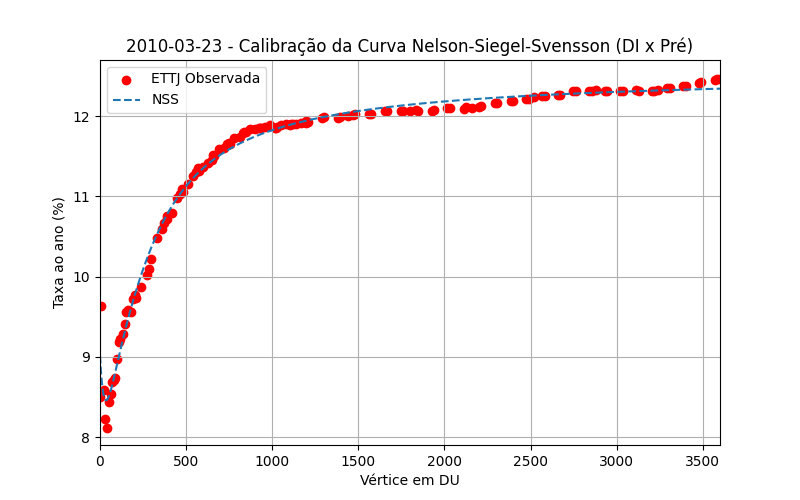 2010-03-23 - Calibração da Curva Nelson-Siegel-Svensson (DI x Pré)
ETTJ Observada
NSS
Taxa ao ano (%)
12
11
10
9
8
0 500 1000 1500 2000 2500 3000 3500
Vértice em DU